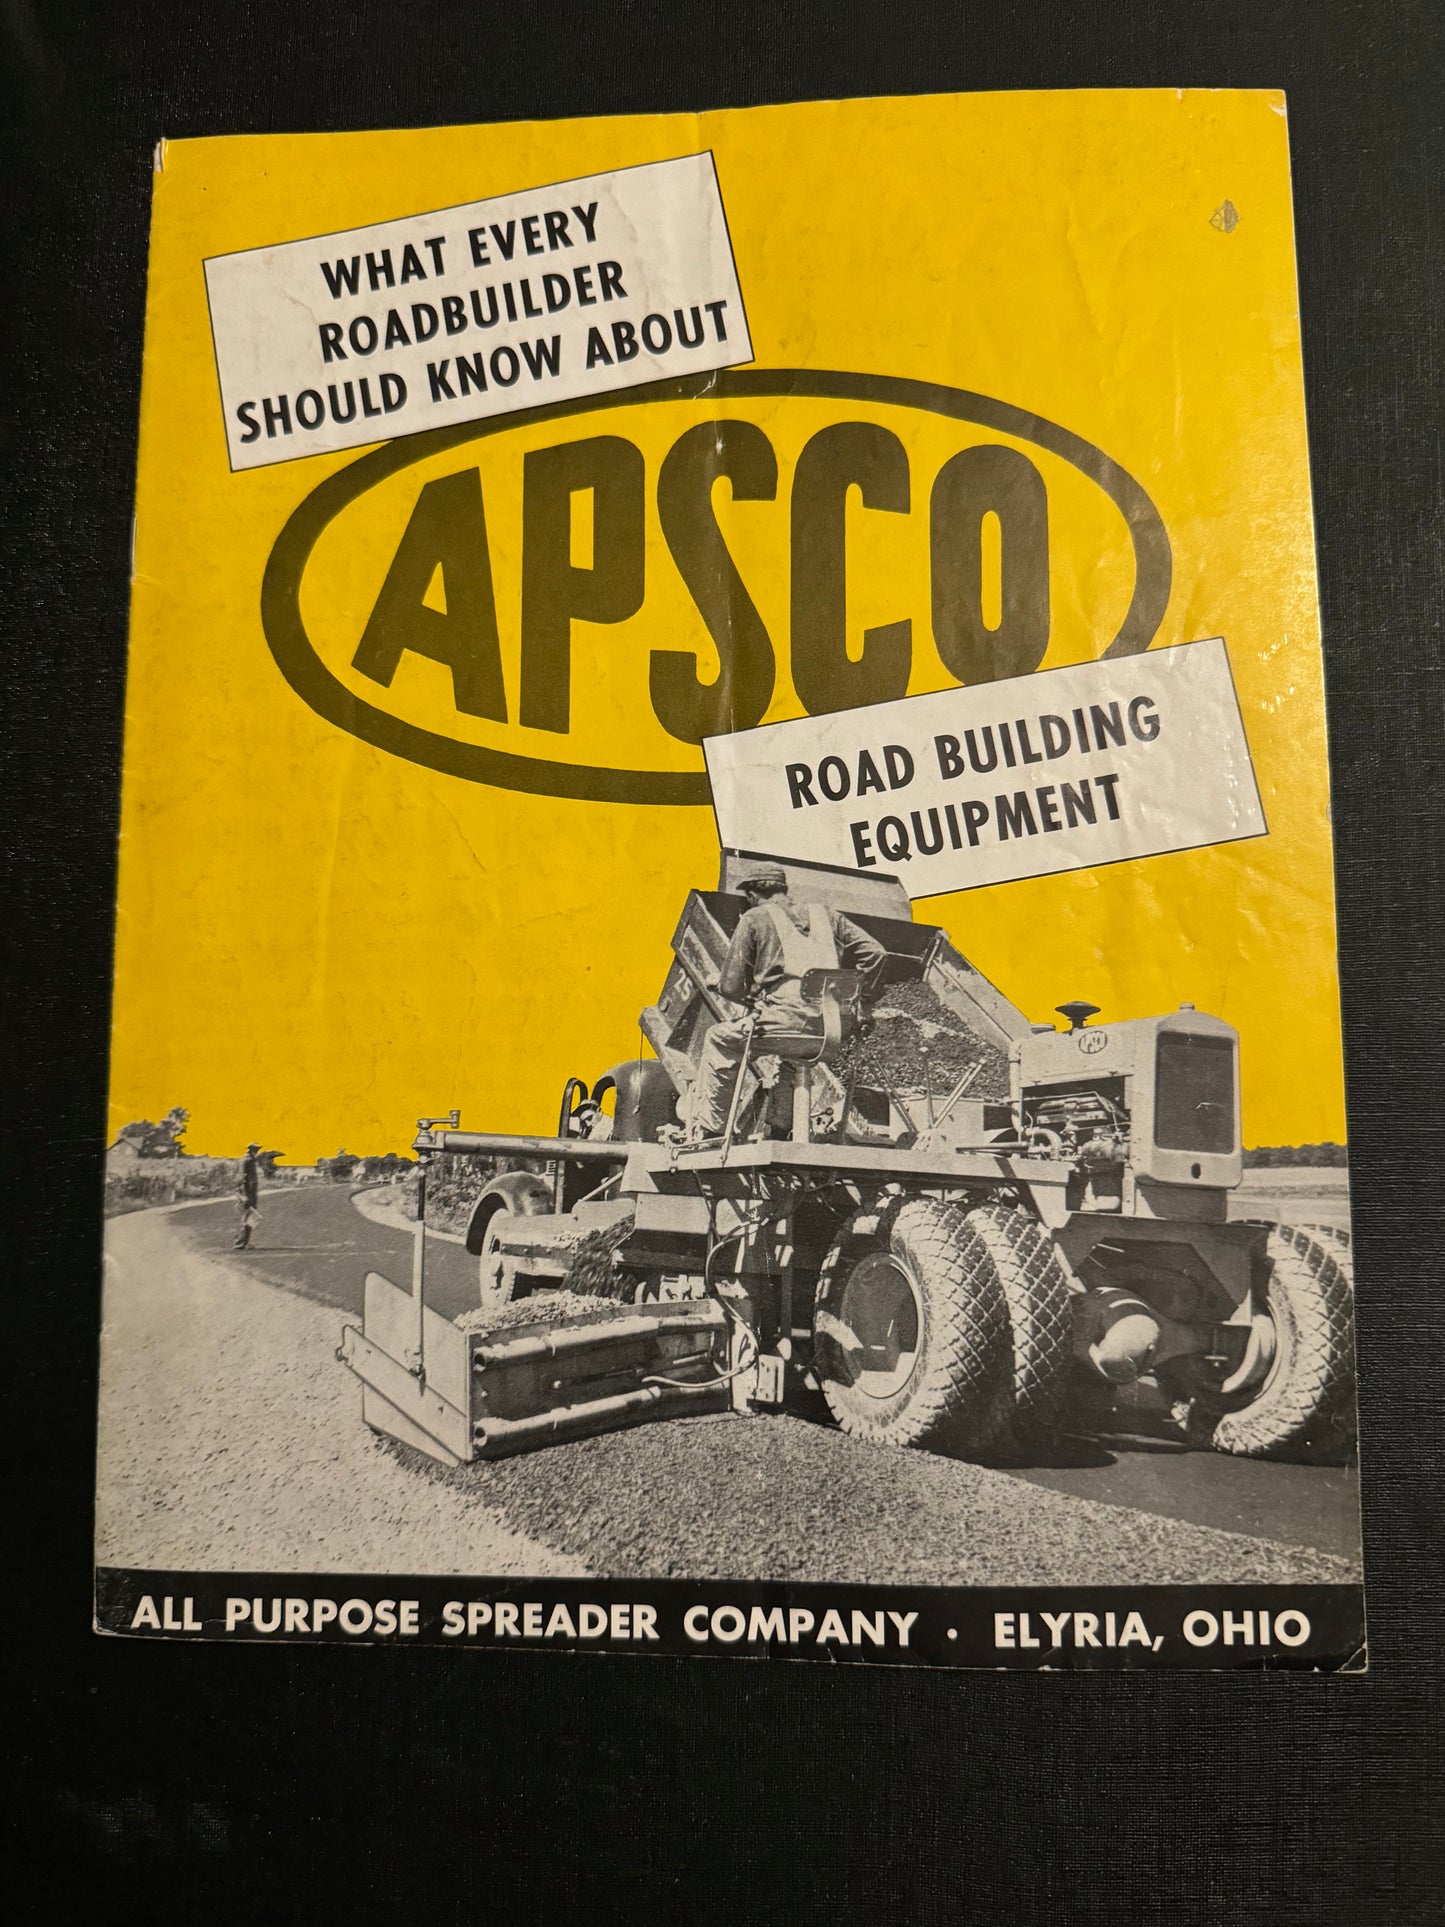 WHAT EVERY
ROADBUILDER
SHOULD KNOW ABOUT
APSCO
ROAD BUILDING
EQUIPMENT
ALL PURPOSE SPREADER COMPANY · ELYRIA, OHIO